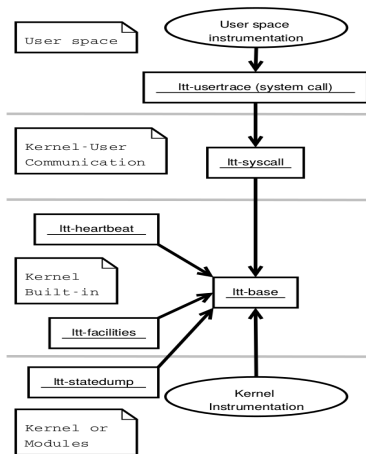 User space
User space
instrumentation
ltt-usertrace (system call)
Kernel-User
Communication
ltt-syscall
ltt-heartbeat
Kernel
Built-in
ltt-base
ltt-facilities
ltt-statedump
Kernel
Instrumentation
Kernel or
Modules